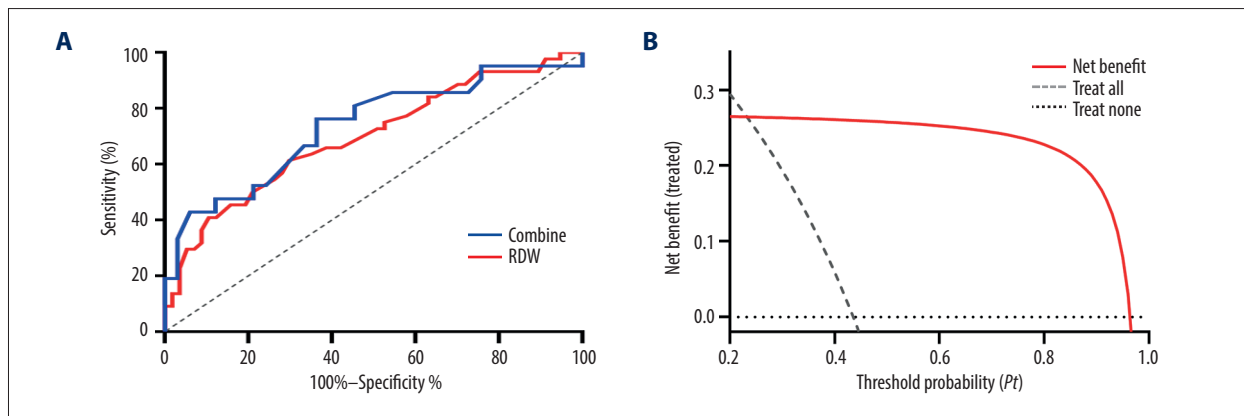 A
100
80
60
40
20
0
Sensitivity (%)
Combine
RDW
0 20 40 60 80 100
100%–Specificity %
B
Net benefit
Treat all
Treat none
0.3
0.2
0.1
0.0
Net benefit (treated)
0.2 0.4 0.6 0.8 1.0
Threshold probability (Pt)